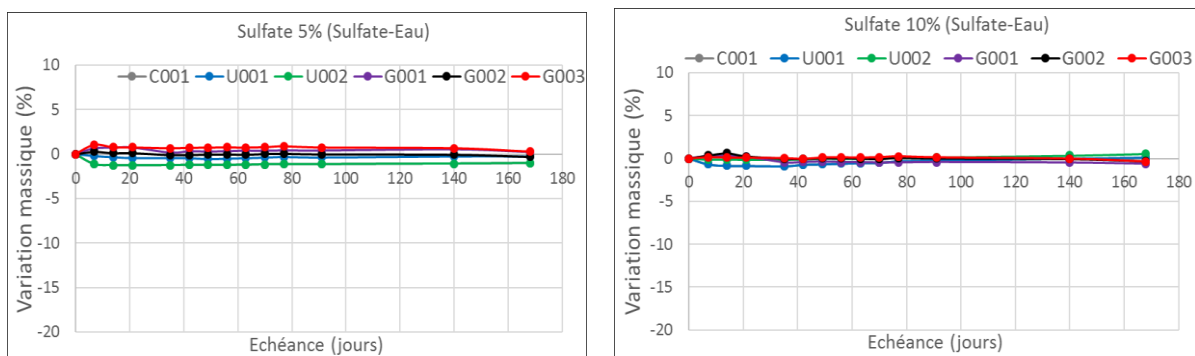 Sulfate 5% (Sulfate-Eau)
10
C001 U001 U002 G001 G002 G003
5
0
0 20 40 60 80 100 120 140 160 180
-5
-10
-15
-20
Variation massique (%)
Echéance (jours)
Sulfate 10% (Sulfate-Eau)
10
C001 U001 U002 G001 G002 G003
5
0
0 20 40 60 80 100 120 140 160 180
-5
-10
-15
-20
Variation massique (%)
Echéance (jours)